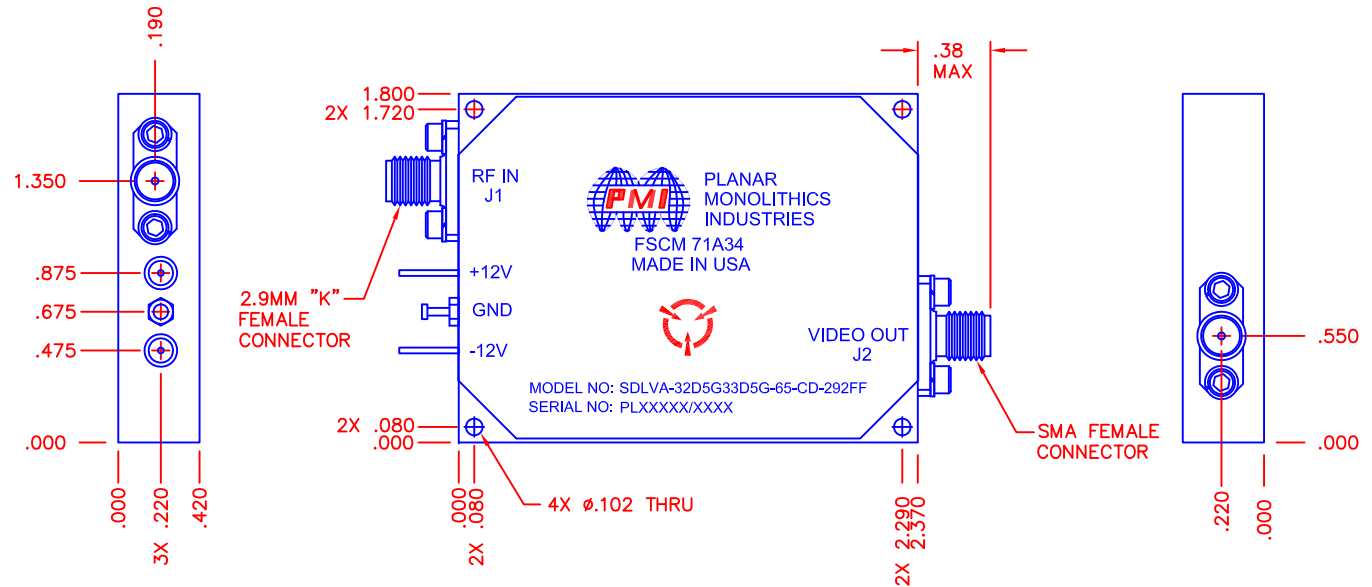 .190
1.350
.875
.675
.475
.000
.000
3X .220
.420
1.800
2X 1.720
RF IN
J1
PMI
PLANAR
MONOLITHICS
INDUSTRIES
FSCM 71A34
MADE IN USA
+12V
GND
-12V
2.9MM "K"
FEMALE
CONNECTOR
VIDEO OUT
J2
MODEL NO: SDLVA-32D5G33D5G-65-CD-292FF
SERIAL NO: PLXXXXX/XXXX
2X .080
.000
.000
2X .080
4X ø.102 THRU
2X 2.290
2.370
.38
MAX
SMA FEMALE
CONNECTOR
.550
.000
.220
.000